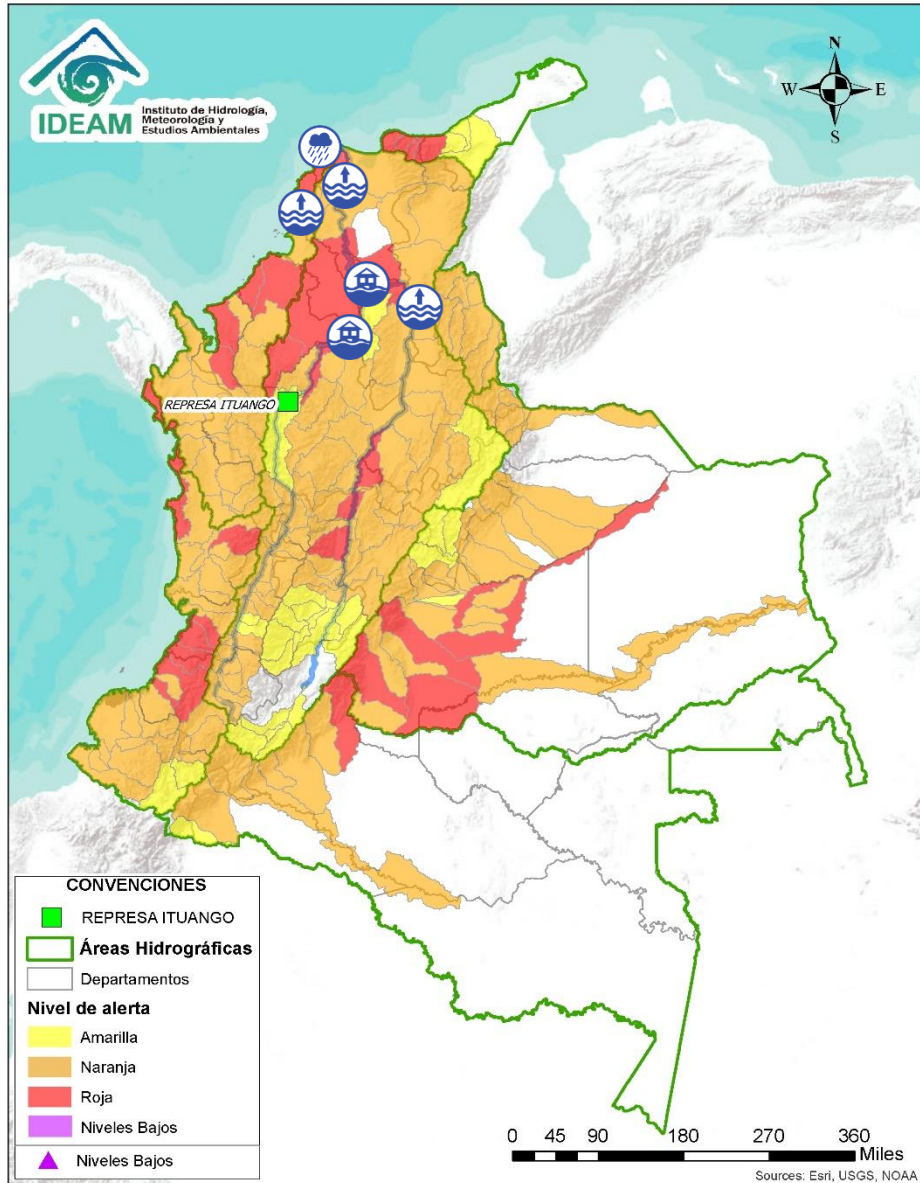 IDEAM
Instituto de Hidrología,
Meteorología y
Estudios Ambientales
N
W
E
S
REPRESA ITUANGO
CONVENCIONES
REPRESA ITUANGO
Áreas Hidrográficas
Departamentos
Nivel de alerta
Amarilla
Naranja
Roja
Niveles Bajos
Niveles Bajos
0 45 90 180 270 360
Miles
Sources: Esri, USGS, NOAA